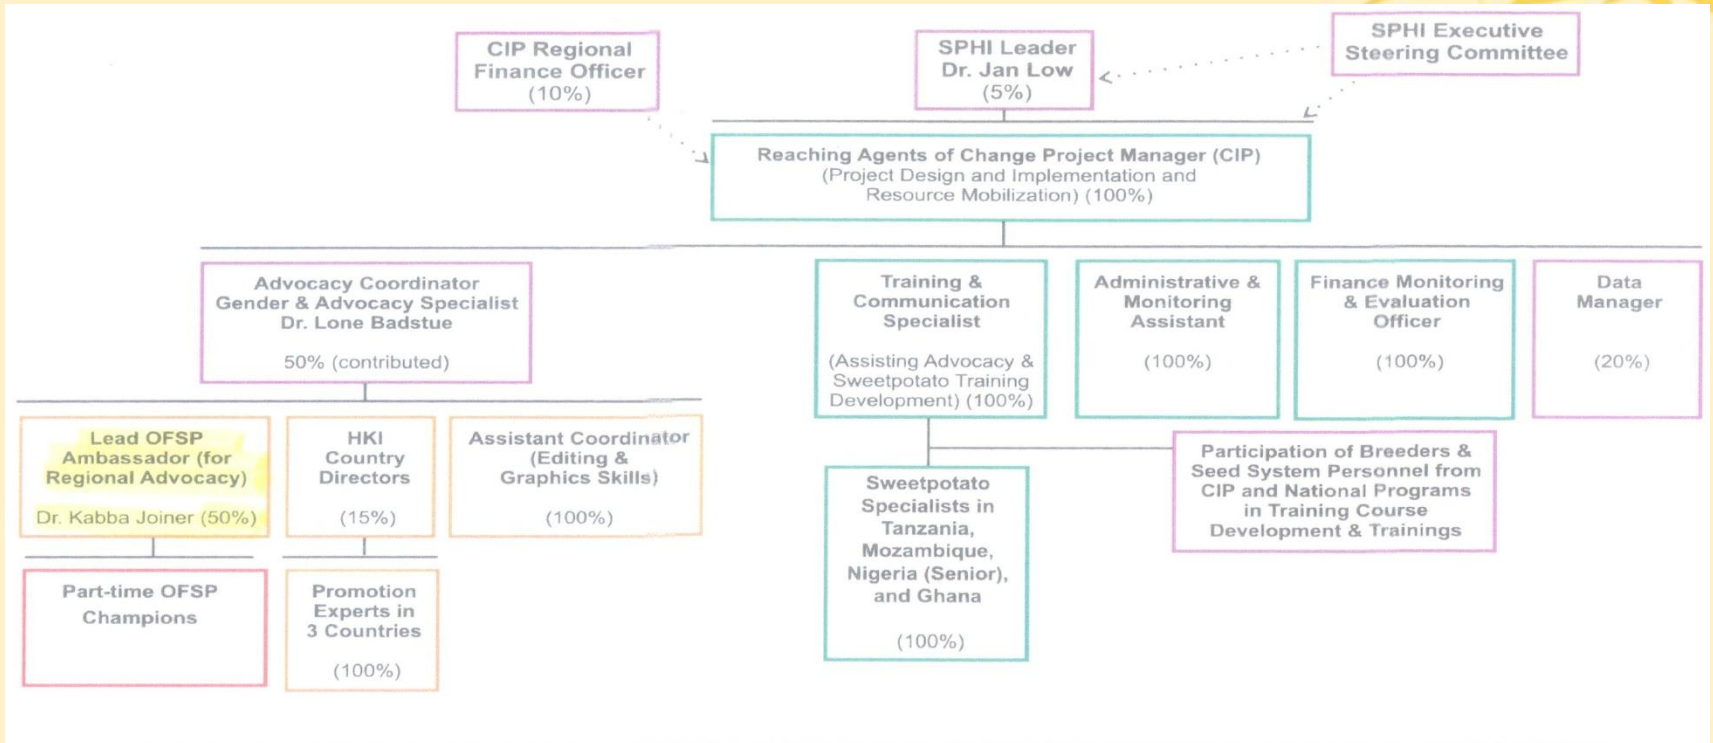 CIP Regional
Finance Officer
(10%)
SPHI Leader
Dr. Jan Low
(5%)
SPHI Executive
Steering Committee
Reaching Agents of Change Project Manager (CIP)
(Project Design and Implementation and
Resource Mobilization) (100%)
Advocacy Coordinator
Gender & Advocacy Specialist
Dr. Lone Badstue
50% (contributed)
Training &
Communication
Specialist
(Assisting Advocacy &
Sweetpotato Training
Development) (100%)
Administrative &
Monitoring
Assistant
(100%)
Finance Monitoring
& Evaluation
Officer
(100%)
Data
Manager
(20%)
Lead OFSP
Ambassador (for
Regional Advocacy)
Dr. Kabba Joiner (50%)
HKI
Country
Directors
(15%)
Assistant Coordinator
(Editing &
Graphics Skills)
(100%)
Sweetpotato
Specialists in
Tanzania,
Mozambique,
Nigeria (Senior),
and Ghana
(100%)
Participation of Breeders &
Seed System Personnel from
CIP and National Programs
in Training Course
Development & Trainings
Part-time OFSP
Champions
Promotion
Experts in
3 Countries
(100%)